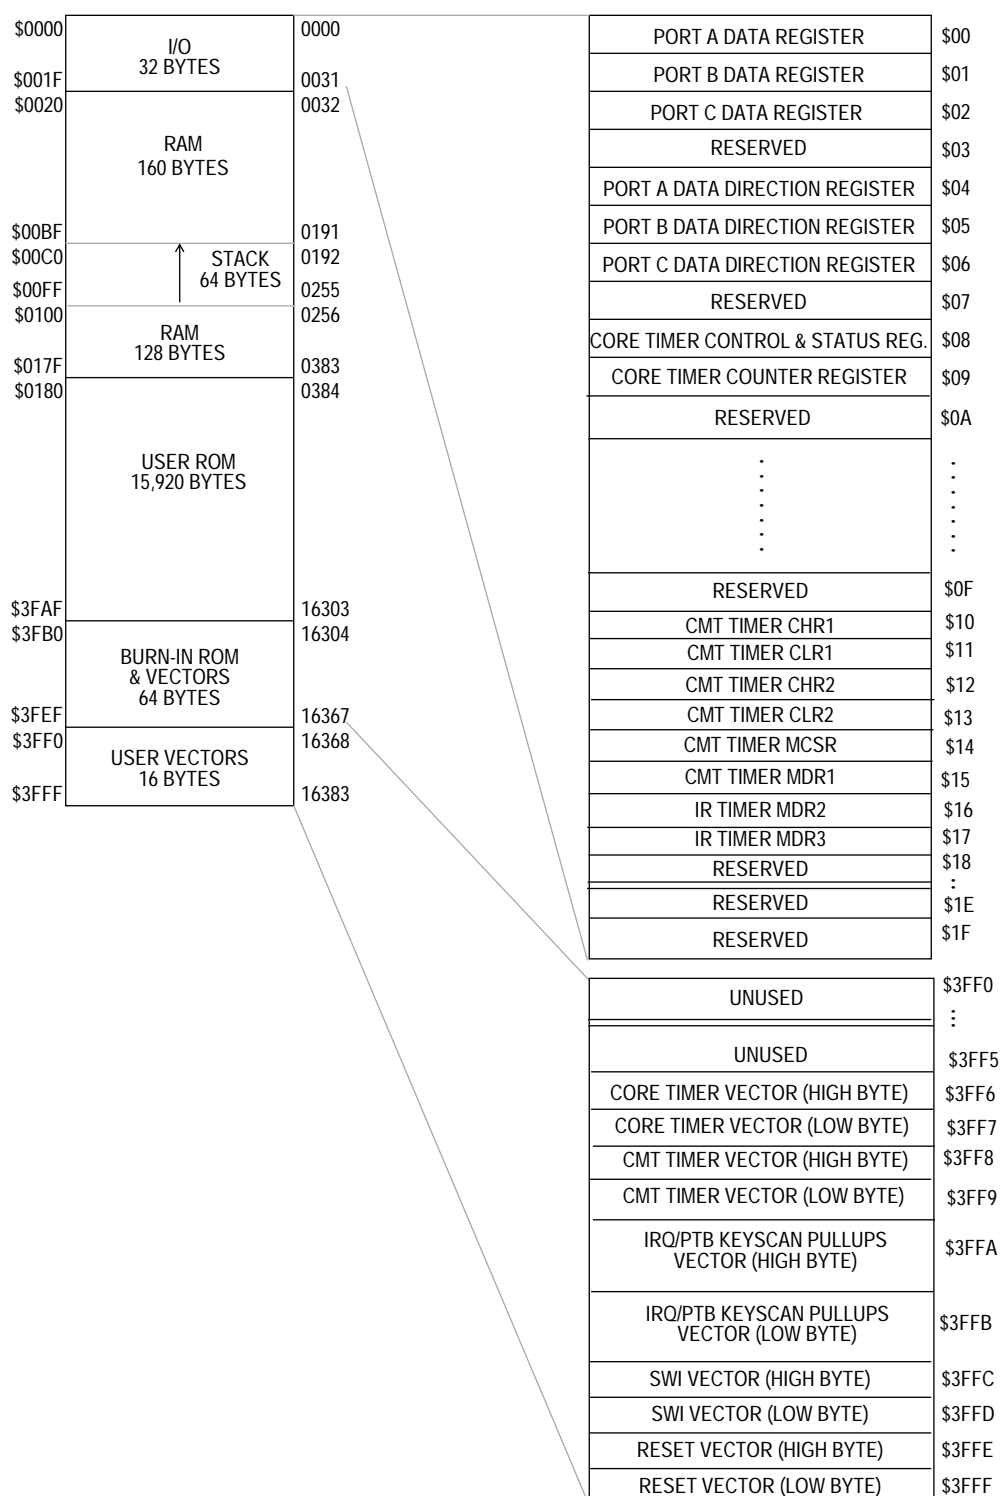 $0000
0000
I/O
32 BYTES
$001F
0031
$0020
0032
RAM
160 BYTES
$00BF
0191
$00C0
0192
STACK
64 BYTES
$00FF
0255
$0100
0256
RAM
128 BYTES
$017F
0383
$0180
0384
USER ROM
15,920 BYTES
$3FAF
16303
$3FB0
16304
BURN-IN ROM
& VECTORS
64 BYTES
$3FEF
16367
$3FF0
16368
USER VECTORS
16 BYTES
$3FFF
16383
PORT A DATA REGISTER $00
PORT B DATA REGISTER $01
PORT C DATA REGISTER $02
RESERVED $03
PORT A DATA DIRECTION REGISTER $04
PORT B DATA DIRECTION REGISTER $05
PORT C DATA DIRECTION REGISTER $06
RESERVED $07
CORE TIMER CONTROL & STATUS REG. $08
CORE TIMER COUNTER REGISTER $09
RESERVED $0A
RESERVED $0F
CMT TIMER CHR1 $10
CMT TIMER CLR1 $11
CMT TIMER CHR2 $12
CMT TIMER CLR2 $13
CMT TIMER MCSR $14
CMT TIMER MDR1 $15
IR TIMER MDR2 $16
IR TIMER MDR3 $17
RESERVED $18
RESERVED $1E
RESERVED $1F
UNUSED $3FF0
UNUSED $3FF5
CORE TIMER VECTOR (HIGH BYTE) $3FF6
CORE TIMER VECTOR (LOW BYTE) $3FF7
CMT TIMER VECTOR (HIGH BYTE) $3FF8
CMT TIMER VECTOR (LOW BYTE) $3FF9
IRQ/PTB KEYSCAN PULLUPS
VECTOR (HIGH BYTE) $3FFA
IRQ/PTB KEYSCAN PULLUPS
VECTOR (LOW BYTE) $3FFB
SWI VECTOR (HIGH BYTE) $3FFC
SWI VECTOR (LOW BYTE) $3FFD
RESET VECTOR (HIGH BYTE) $3FFE
RESET VECTOR (LOW BYTE) $3FFF